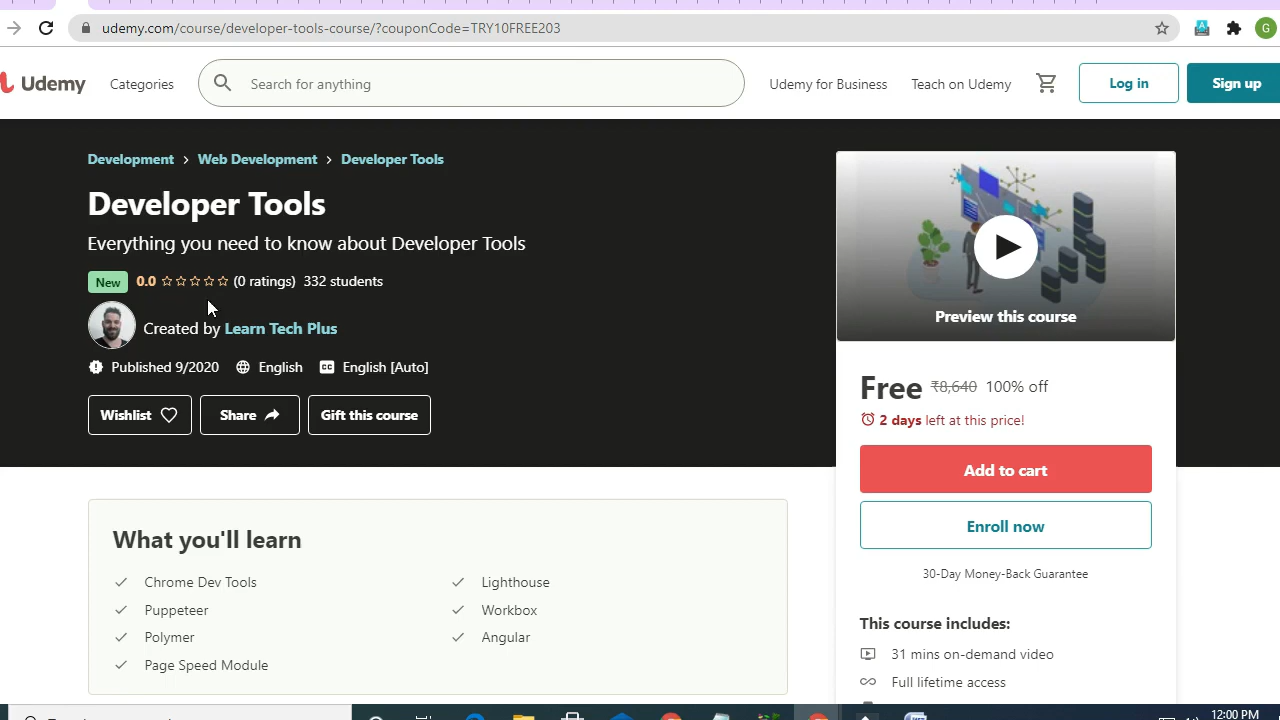 udemy.com/course/developer-tools-course/?couponCode=TRY10FREE203
G
Udemy
Categories
Search for anything
Udemy for Business
Teach on Udemy
Log in
Sign up
Development > Web Development > Developer Tools
Developer Tools
Everything you need to know about Developer Tools
New 0.0 (0 ratings) 332 students
Created by Learn Tech Plus
Published 9/2020 English CC English [Auto]
Wishlist
Share
Gift this course
Preview this course
Free ₹8,640 100% off
2 days left at this price!
Add to cart
Enroll now
30-Day Money-Back Guarantee
This course includes:
31 mins on-demand video
Full lifetime access
What you'll learn
Chrome Dev Tools
Puppeteer
Polymer
Page Speed Module
Lighthouse
Workbox
Angular
12:00 PM